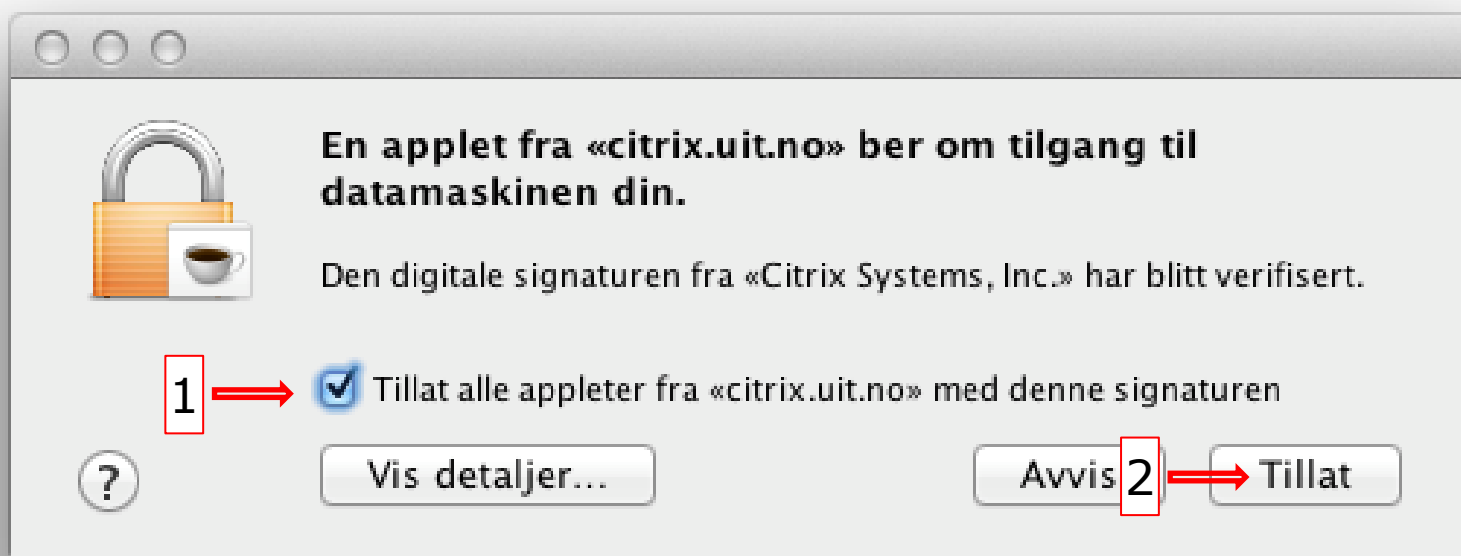 En applet fra «citrix.uit.no» ber om tilgang til
datamaskinen din.
Den digitale signaturen fra «Citrix Systems, Inc.» har blitt verifisert.
1 Tillat alle appleter fra «citrix.uit.no» med denne signaturen
? Vis detaljer... Avvis 2 Tillat